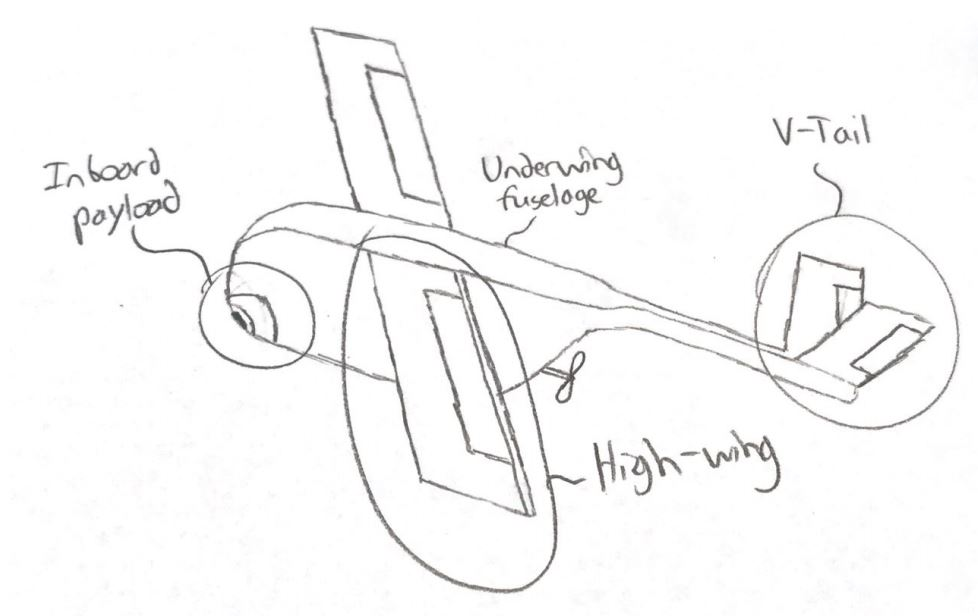 V-Tail
Inboard
payload
Underwing
fuselage
High-wing